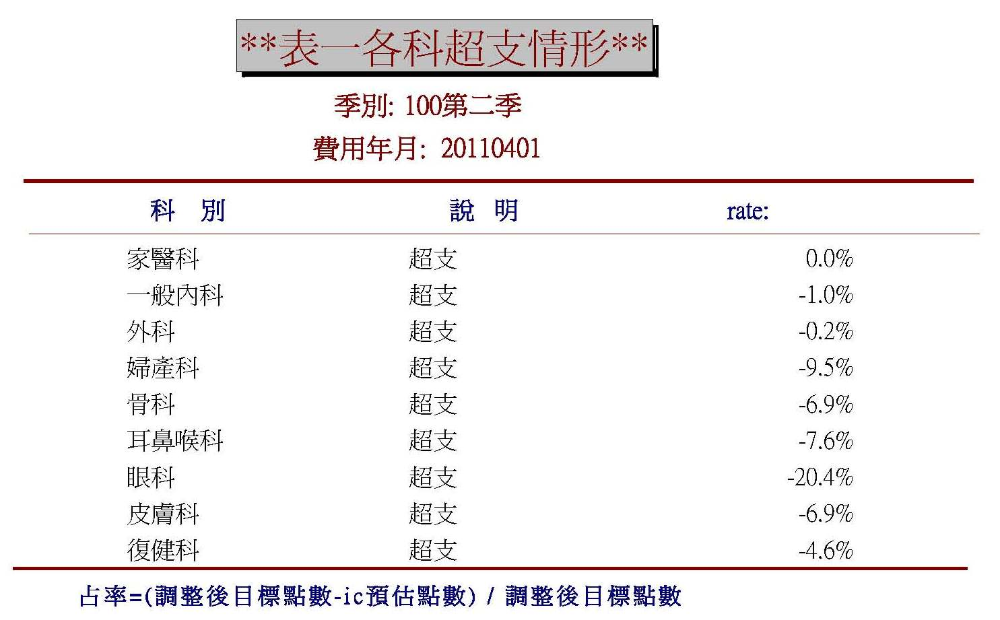 **表一各科超支情形**
季別: 100第二季
費用年月: 20110401
科 別 說 明 rate:
家醫科 超支 0.0%
一般內科 超支 -1.0%
外科 超支 -0.2%
婦產科 超支 -9.5%
骨科 超支 -6.9%
耳鼻喉科 超支 -7.6%
眼科 超支 -20.4%
皮膚科 超支 -6.9%
復健科 超支 -4.6%
占率=(調整後目標點數-ic預估點數) / 調整後目標點數